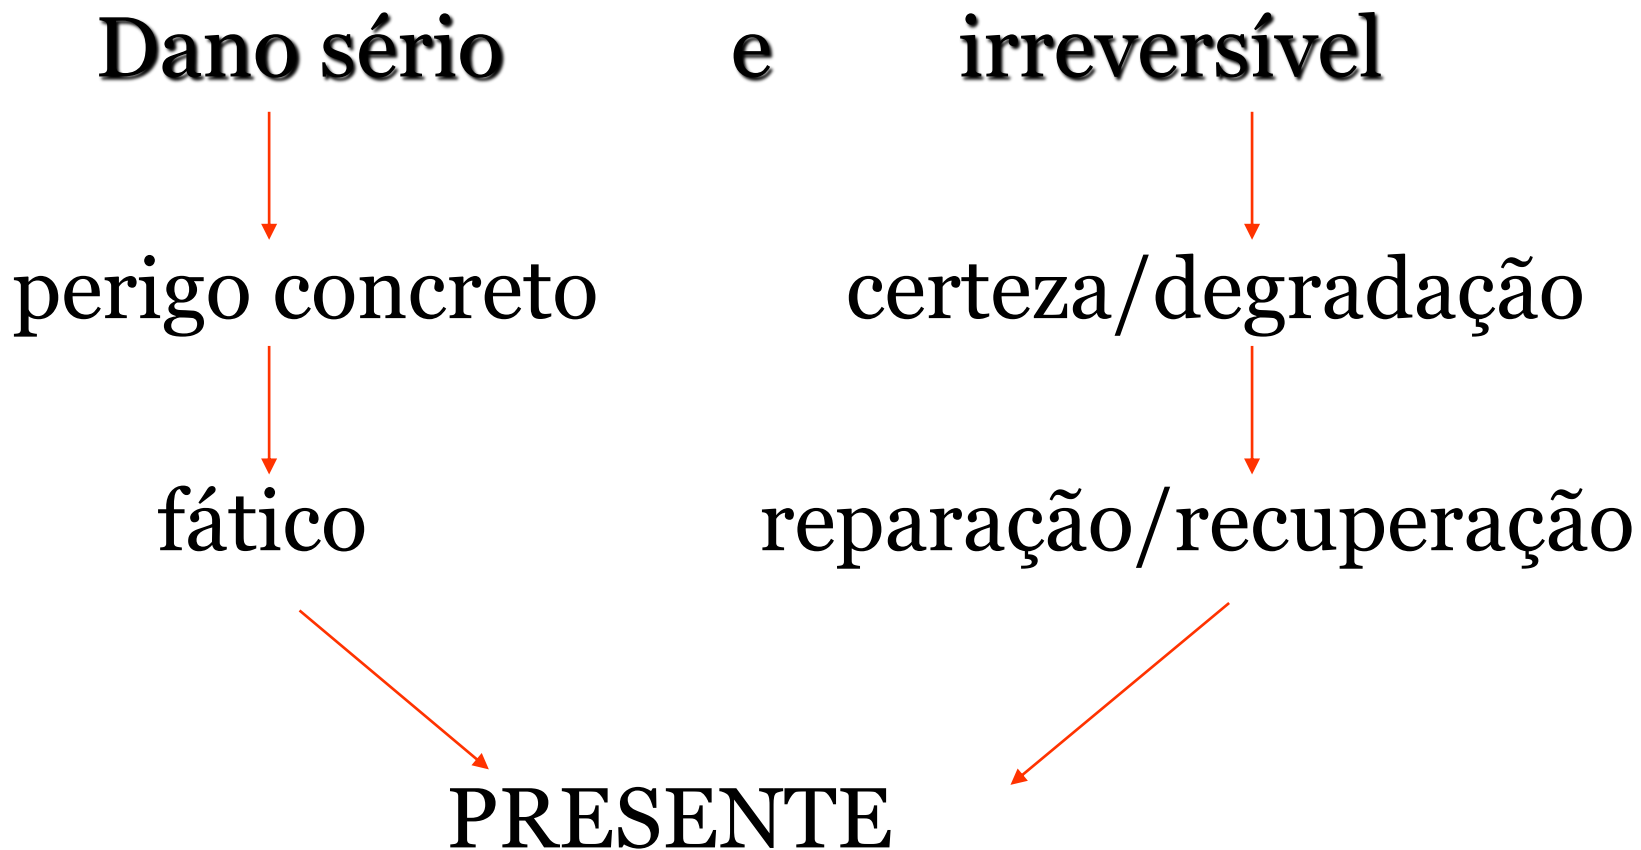 Dano sério e irreversível
perigo concreto certeza/degradação
fático reparação/recuperação
PRESENTE